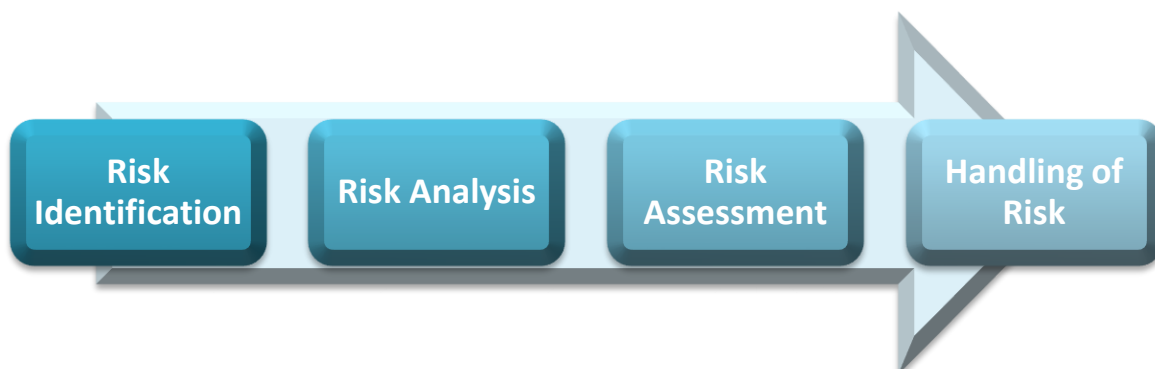 Risk
Identification
Risk Analysis
Risk
Assessment
Handling of
Risk